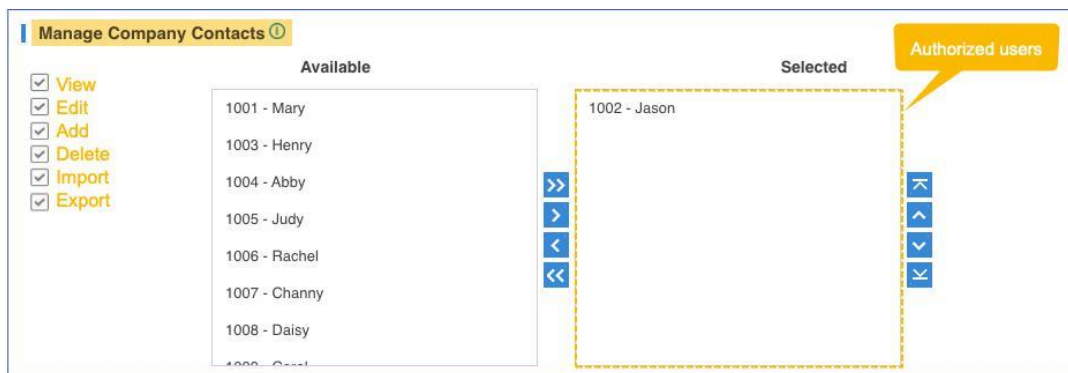 Manage Company Contacts
Authorized users
Available
Selected
View
Edit
Add
Delete
Import
Export
1001 - Mary
1003 - Henry
1004 - Abby
1005 - Judy
1006 - Rachel
1007 - Channy
1008 - Daisy
1002 - Jason